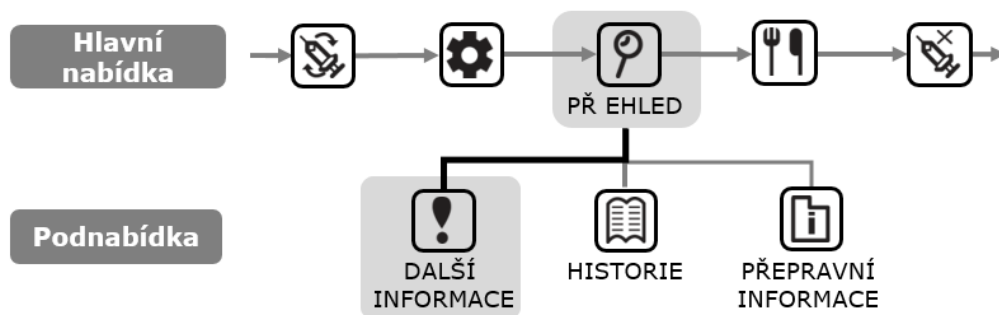 Hlavní
nabídka
PŘ EHLED
Podnabídka
DALŠÍ
INFORMACE
HISTORIE
PŘEPRAVNÍ
INFORMACE